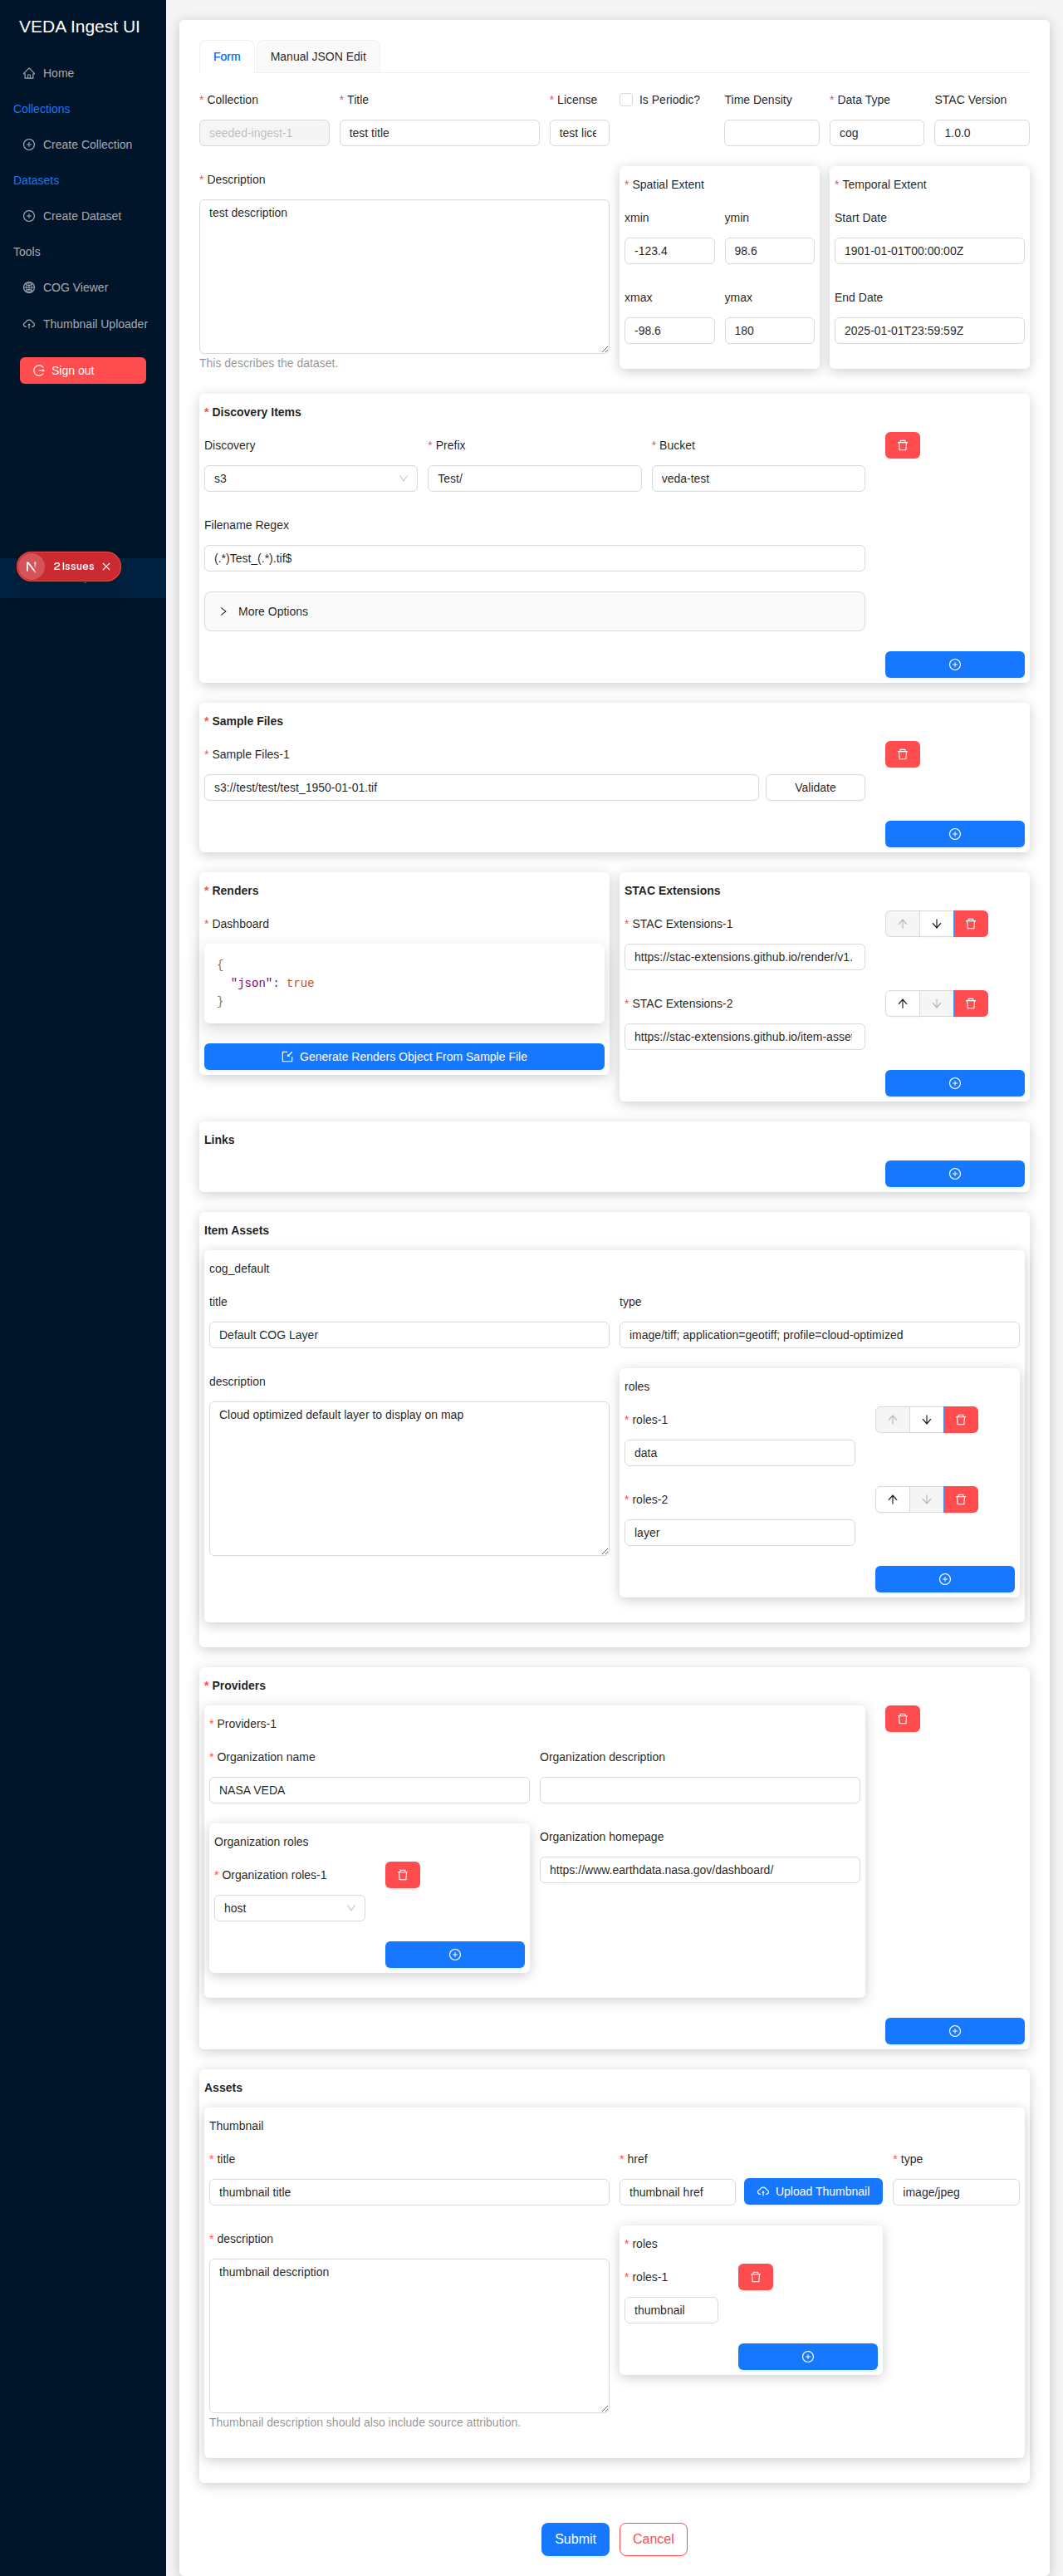 VEDA Ingest UI
Home
Collections
Create Collection
Datasets
Create Dataset
Tools
COG Viewer
Thumbnail Uploader
Sign out
2 Issues
Form
Manual JSON Edit
* Collection
* Title
* License
Is Periodic?
Time Density
* Data Type
STAC Version
seeded-ingest-1
test title
test lice
cog
1.0.0
* Description
test description
This describes the dataset.
* Spatial Extent
xmin
ymin
-123.4
98.6
xmax
ymax
-98.6
180
* Temporal Extent
Start Date
1901-01-01T00:00:00Z
End Date
2025-01-01T23:59:59Z
* Discovery Items
Discovery
* Prefix
* Bucket
s3
Test/
veda-test
Filename Regex
(.*)Test_(.*).tif$
More Options
* Sample Files
* Sample Files-1
s3://test/test/test_1950-01-01.tif
Validate
* Renders
* Dashboard
{
"json": true
}
Generate Renders Object From Sample File
STAC Extensions
* STAC Extensions-1
https://stac-extensions.github.io/render/v1.
* STAC Extensions-2
https://stac-extensions.github.io/item-asse
Links
Item Assets
cog_default
title
type
Default COG Layer
image/tiff; application=geotiff; profile=cloud-optimized
description
Cloud optimized default layer to display on map
roles
* roles-1
data
* roles-2
layer
* Providers
* Providers-1
* Organization name
Organization description
NASA VEDA
Organization roles
* Organization roles-1
host
Organization homepage
https://www.earthdata.nasa.gov/dashboard/
Assets
Thumbnail
* title
* href
* type
thumbnail title
thumbnail href
Upload Thumbnail
image/jpeg
* description
thumbnail description
Thumbnail description should also include source attribution.
* roles
* roles-1
thumbnail
Submit
Cancel